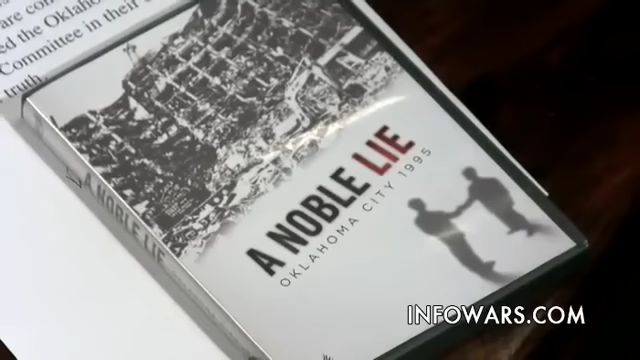 are con
ed the Oklaho
Committee in their e
truth.
A NOBLE LIE
A NOBLE LIE
OKLAHOMA CITY 1995
INFOWARS.COM